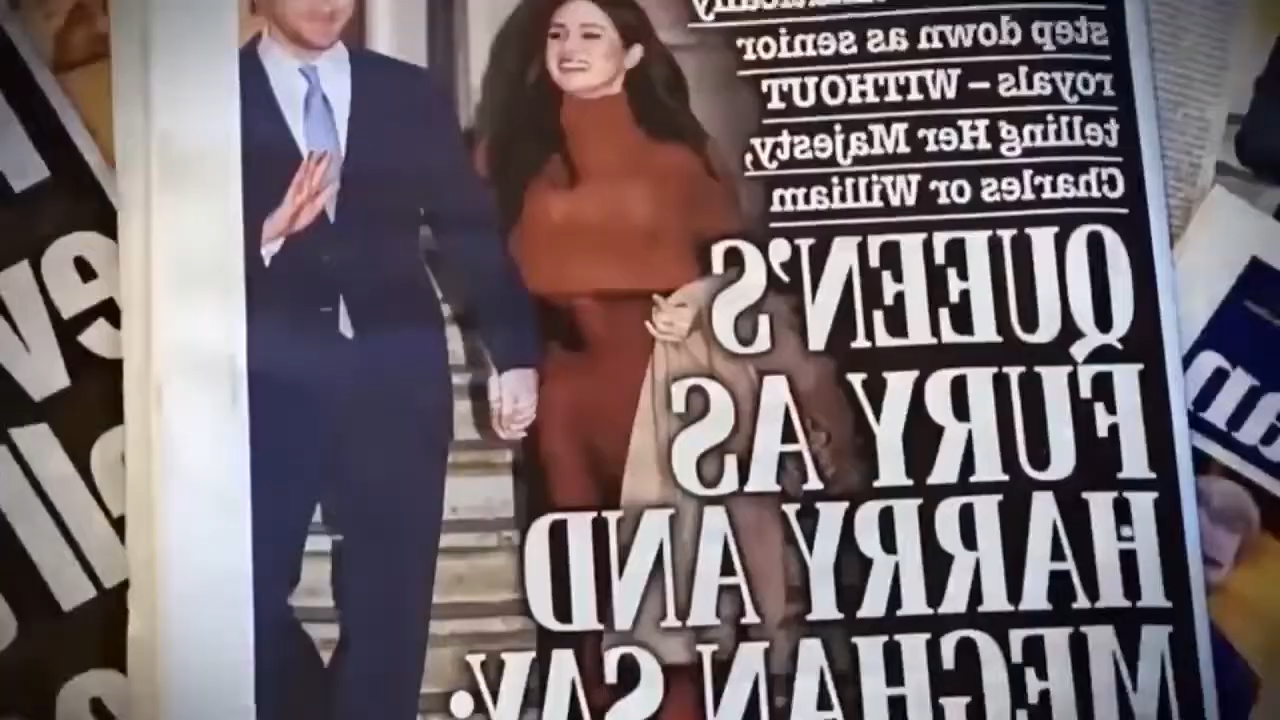 step down as senior
royals – WITHOUT
telling Her Majesty,
Charles or William
QUEEN'S
FURY AS
HARRY AND
MEGHAN SAY: